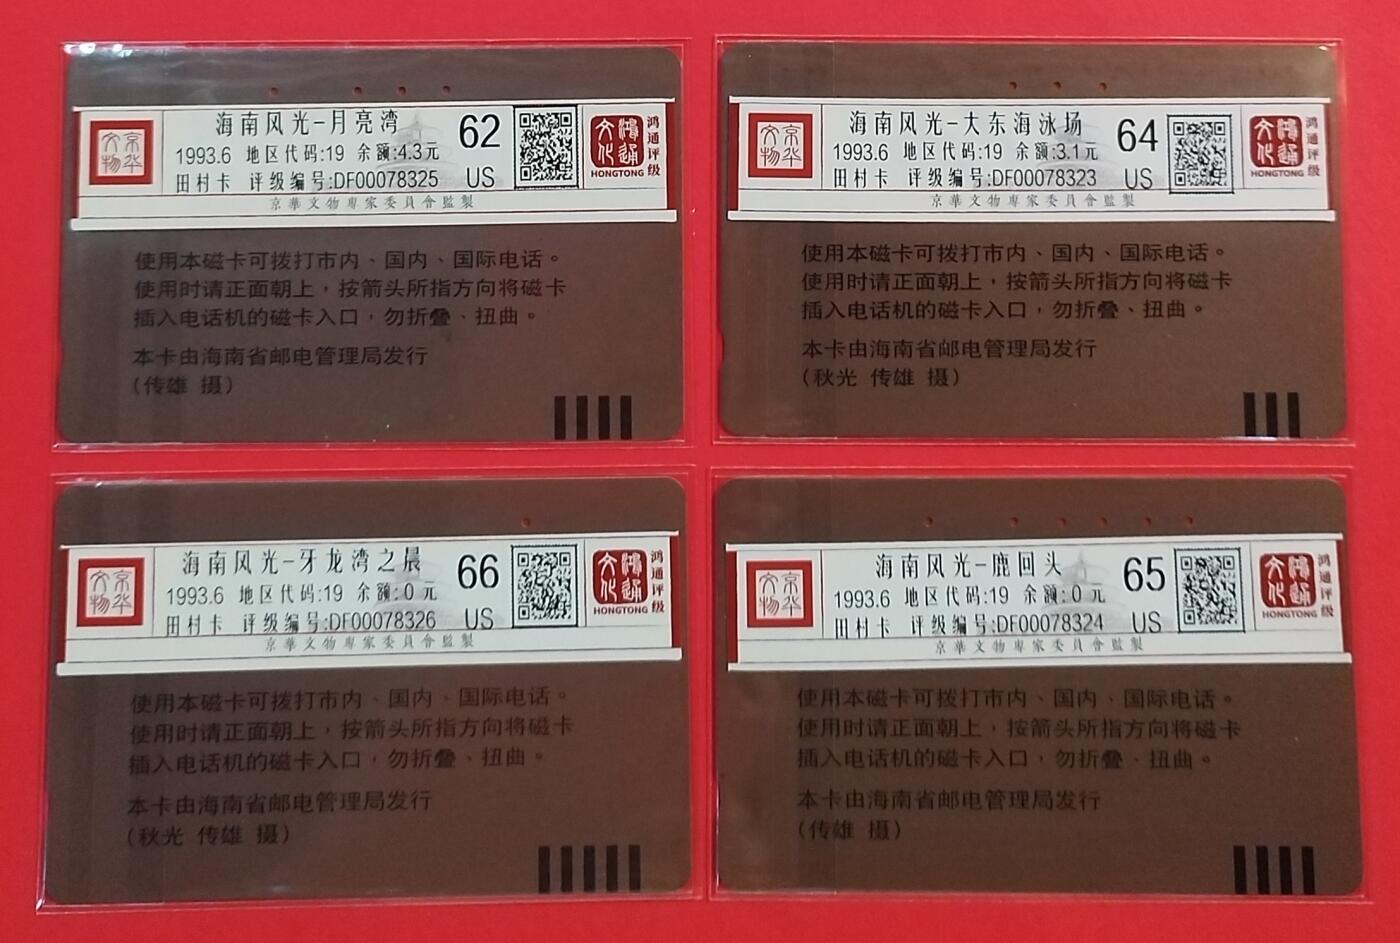 京华文物
海南风光-月亮湾
62
1993.6 地区代码:19 余额:4.3元
田村卡 评级编号:DF00078325 US
京華文物專家委員會監製
鸿通文化
HONGTONG
鸿通评级
使用本磁卡可拨打市内、国内、国际电话。
使用时请正面朝上，按箭头所指方向将磁卡
插入电话机的磁卡入口，勿折叠、扭曲。
本卡由海南省邮电管理局发行
(传雄 摄)
京华文物
海南风光-大东海泳场
64
1993.6 地区代码:19 余额:3.1元
田村卡 评级编号:DF00078323 US
京華文物專家委員會監製
鸿通文化
HONGTONG
鸿通评级
使用本磁卡可拨打市内、国内、国际电话。
使用时请正面朝上，按箭头所指方向将磁卡
插入电话机的磁卡入口，勿折叠、扭曲。
本卡由海南省邮电管理局发行
(秋光 传雄 摄)
京华文物
海南风光-牙龙湾之晨
66
1993.6 地区代码:19 余额:0元
田村卡 评级编号:DF00078326 US
京華文物專家委員會監製
鸿通文化
HONGTONG
鸿通评级
使用本磁卡可拨打市内、国内、国际电话。
使用时请正面朝上，按箭头所指方向将磁卡
插入电话机的磁卡入口，勿折叠、扭曲。
本卡由海南省邮电管理局发行
(秋光 传雄 摄)
京华文物
海南风光-鹿回头
65
1993.6 地区代码:19 余额:0元
田村卡 评级编号:DF00078324 US
京華文物專家委員會監製
鸿通文化
HONGTONG
鸿通评级
使用本磁卡可拨打市内、国内、国际电话。
使用时请正面朝上，按箭头所指方向将磁卡
插入电话机的磁卡入口，勿折叠、扭曲。
本卡由海南省邮电管理局发行
(传雄 摄)